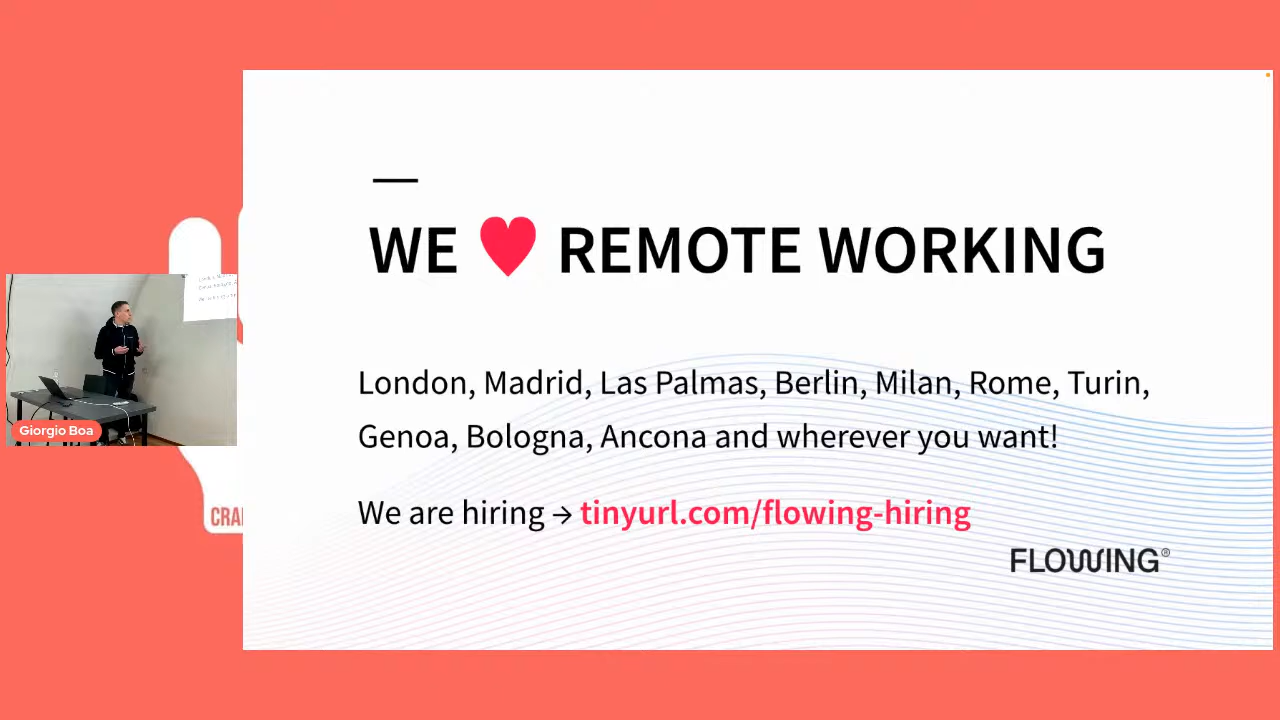 WE ♥ REMOTE WORKING
London, Madrid, Las Palmas, Berlin, Milan, Rome, Turin,
Genoa, Bologna, Ancona and wherever you want!
We are hiring → tinyurl.com/flowing-hiring
FLOWING®
Giorgio Boa
CRA